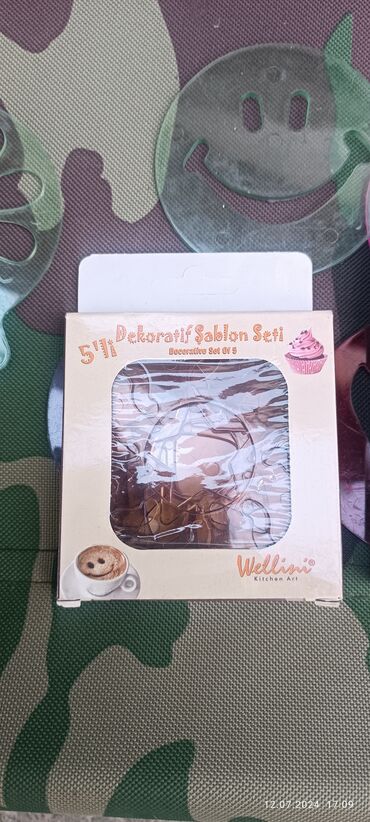 5'li Dekoratif Şablon Seti
Decorative Set Of 5
Wellini®
Kitchen Art
12.07.2024 17:09